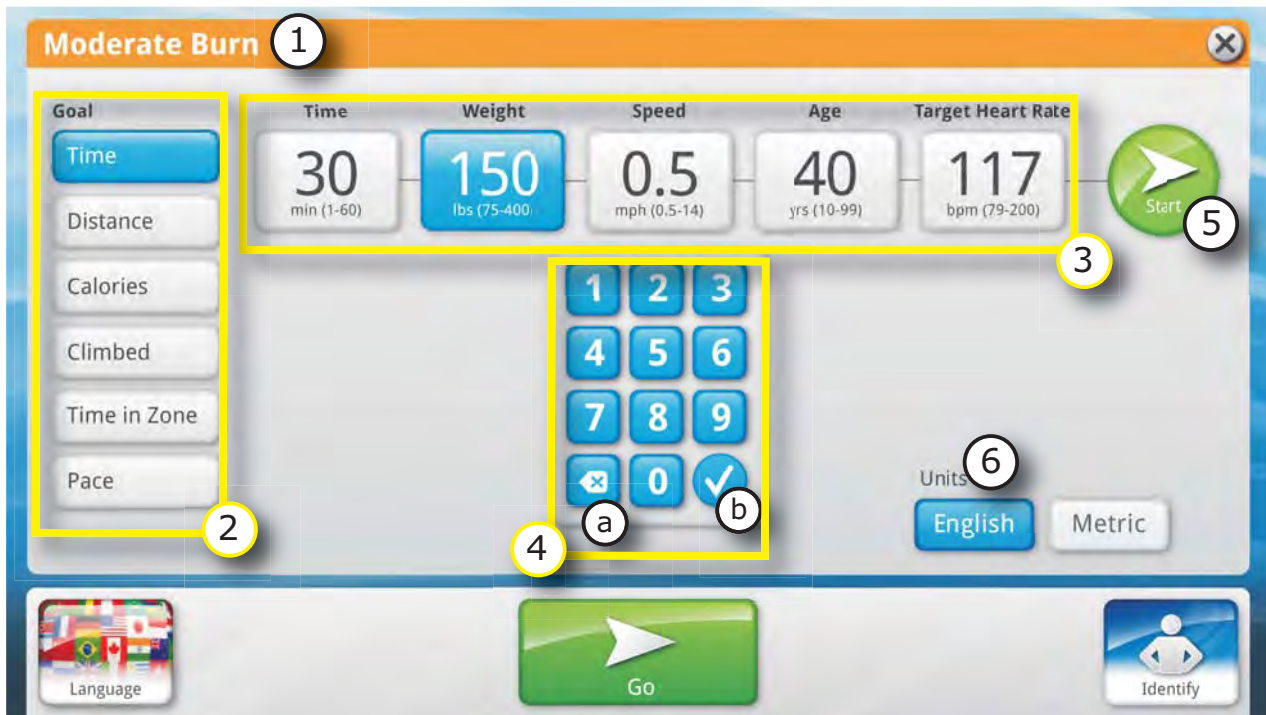 Moderate Burn 1
Goal
Time
Distance
Calories
Climbed
Time in Zone
Pace
2
Time Weight Speed Age Target Heart Rate
30 150 0.5 40 117
min (1-60) lbs (75-400 mph (0.5-14) yrs (10-99) bpm (79-200)
Start
5
3
1 2 3
4 5 6
7 8 9
0
a b
4
6
Units
English Metric
Language Go Identify